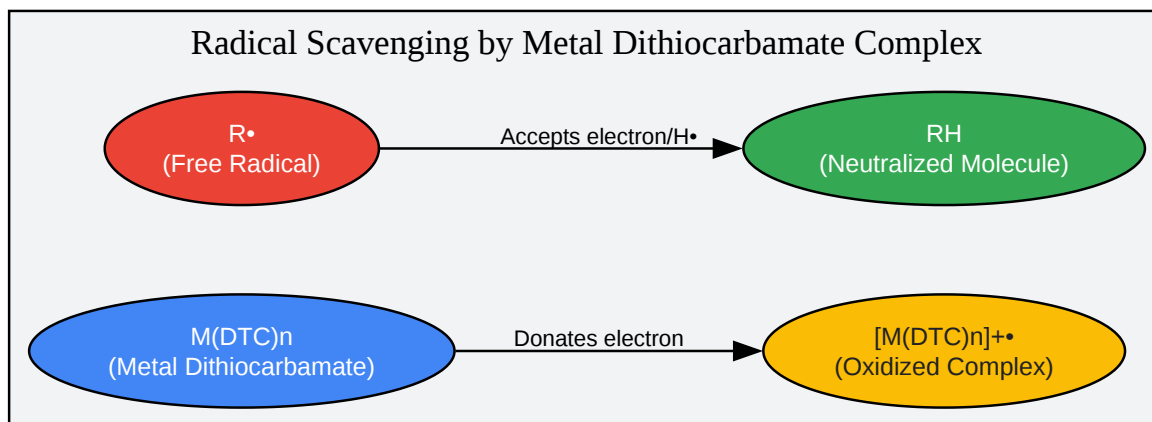 Radical Scavenging by Metal Dithiocarbamate Complex
R•
(Free Radical)
Accepts electron/H•
RH
(Neutralized Molecule)
M(DTC)n
(Metal Dithiocarbamate)
Donates electron
[M(DTC)n]+•
(Oxidized Complex)